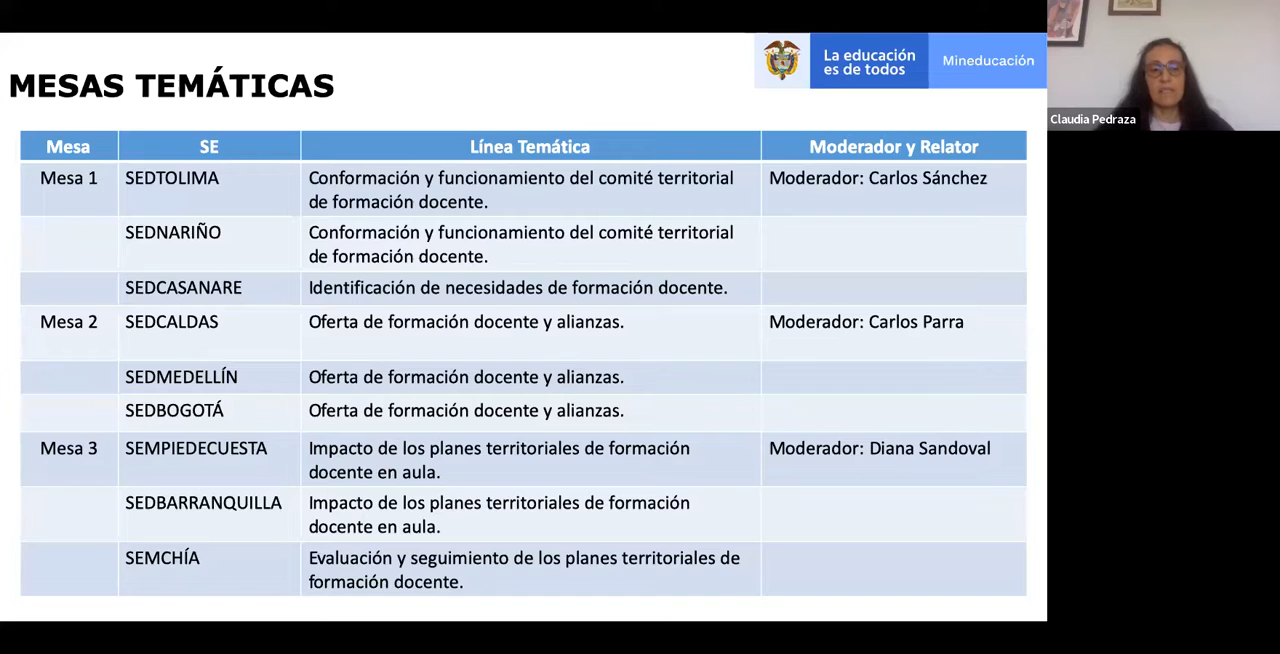 MESAS TEMÁTICAS
La educación
es de todos
Mineducación
Claudia Pedraza
Mesa SE Línea Temática Moderador y Relator
Mesa 1 SEDTOLIMA Conformación y funcionamiento del comité territorial Moderador: Carlos Sánchez
de formación docente.
SEDNARIÑO Conformación y funcionamiento del comité territorial
de formación docente.
SEDCASANARE Identificación de necesidades de formación docente.
Mesa 2 SEDCALDAS Oferta de formación docente y alianzas. Moderador: Carlos Parra
SEDMEDELLÍN Oferta de formación docente y alianzas.
SEDBOGOTÁ Oferta de formación docente y alianzas.
Mesa 3 SEMPIEDECUESTA Impacto de los planes territoriales de formación Moderador: Diana Sandoval
docente en aula.
SEDBARRANQUILLA Impacto de los planes territoriales de formación
docente en aula.
SEMCHÍA Evaluación y seguimiento de los planes territoriales de
formación docente.